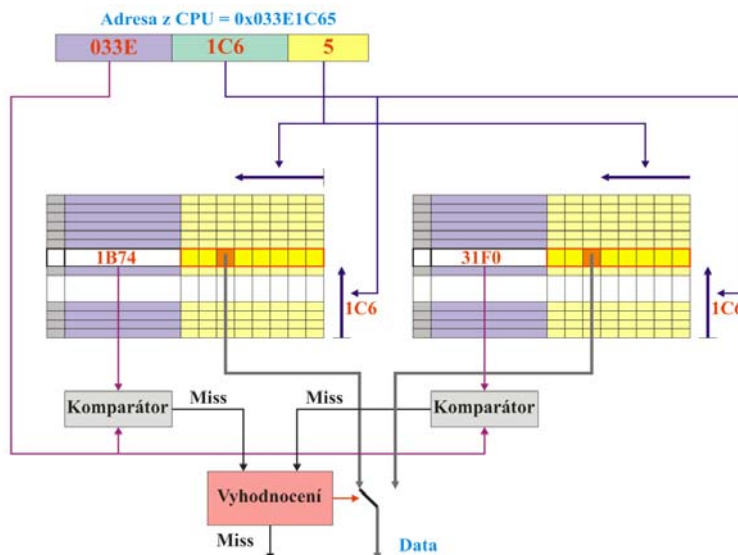 Adresa z CPU = 0x033E1C65
033E 1C6 5
1B74 31F0
1C6 1C6
Miss Miss
Komparátor Komparátor
Vyhodnocení
Miss Data